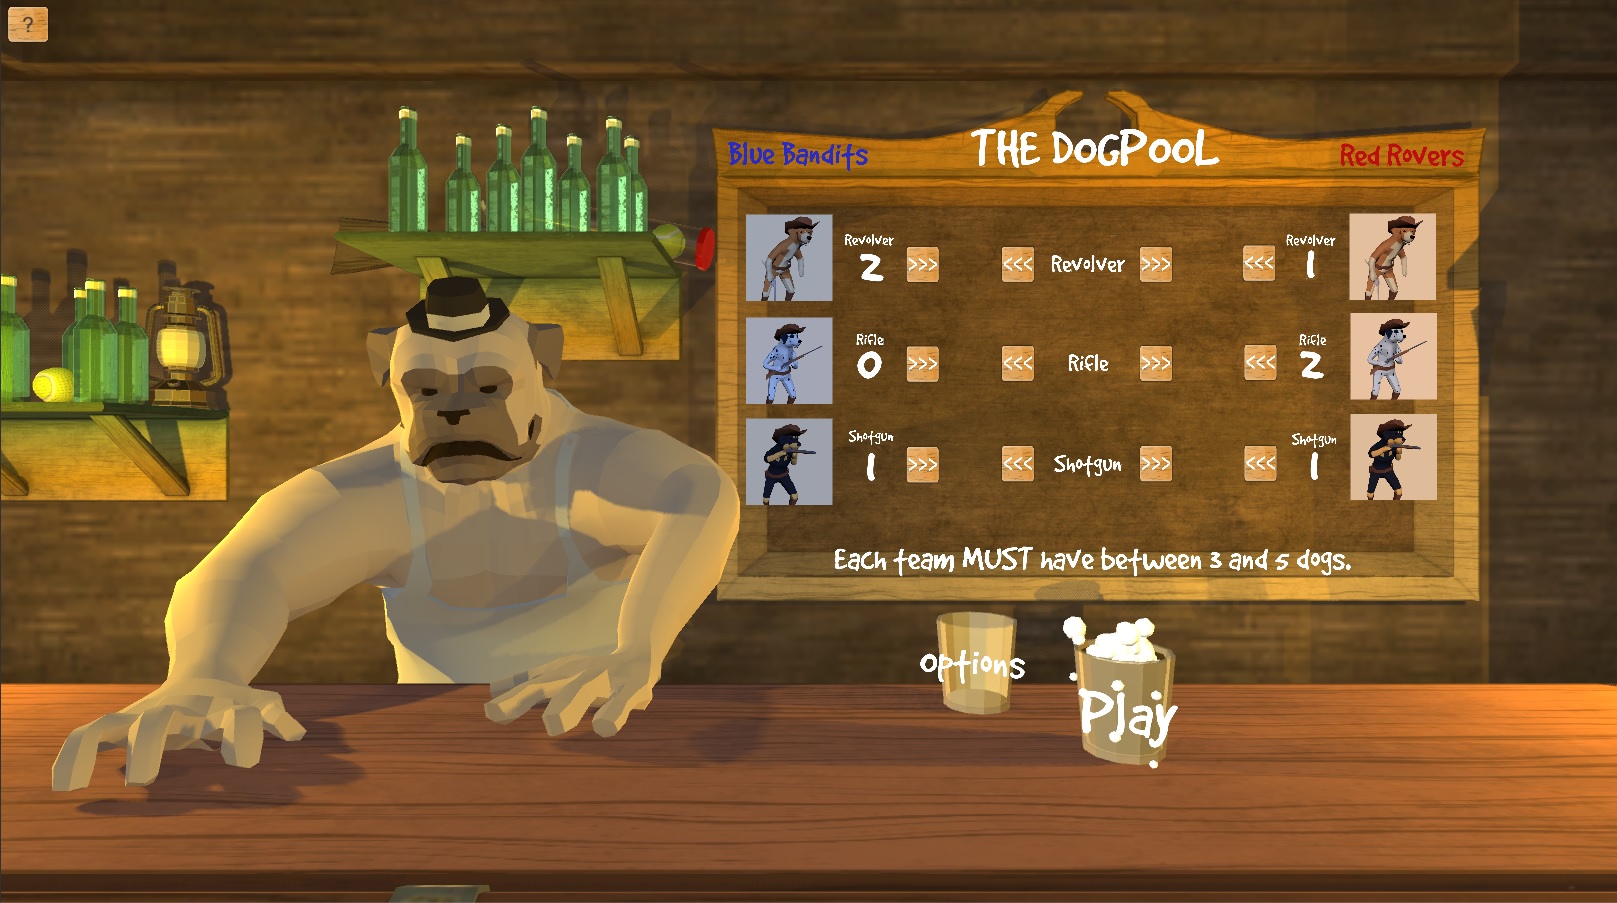 ?
THE DOGPOOL
Blue Bandits
Red Rovers
Revolver
2
>>>
<<<
Revolver
>>>
<<<
Revolver
1
Rifle
0
>>>
<<<
Rifle
>>>
<<<
Rifle
2
Shotgun
1
>>>
<<<
Shotgun
>>>
<<<
Shotgun
1
Each team MUST have between 3 and 5 dogs.
options
Play